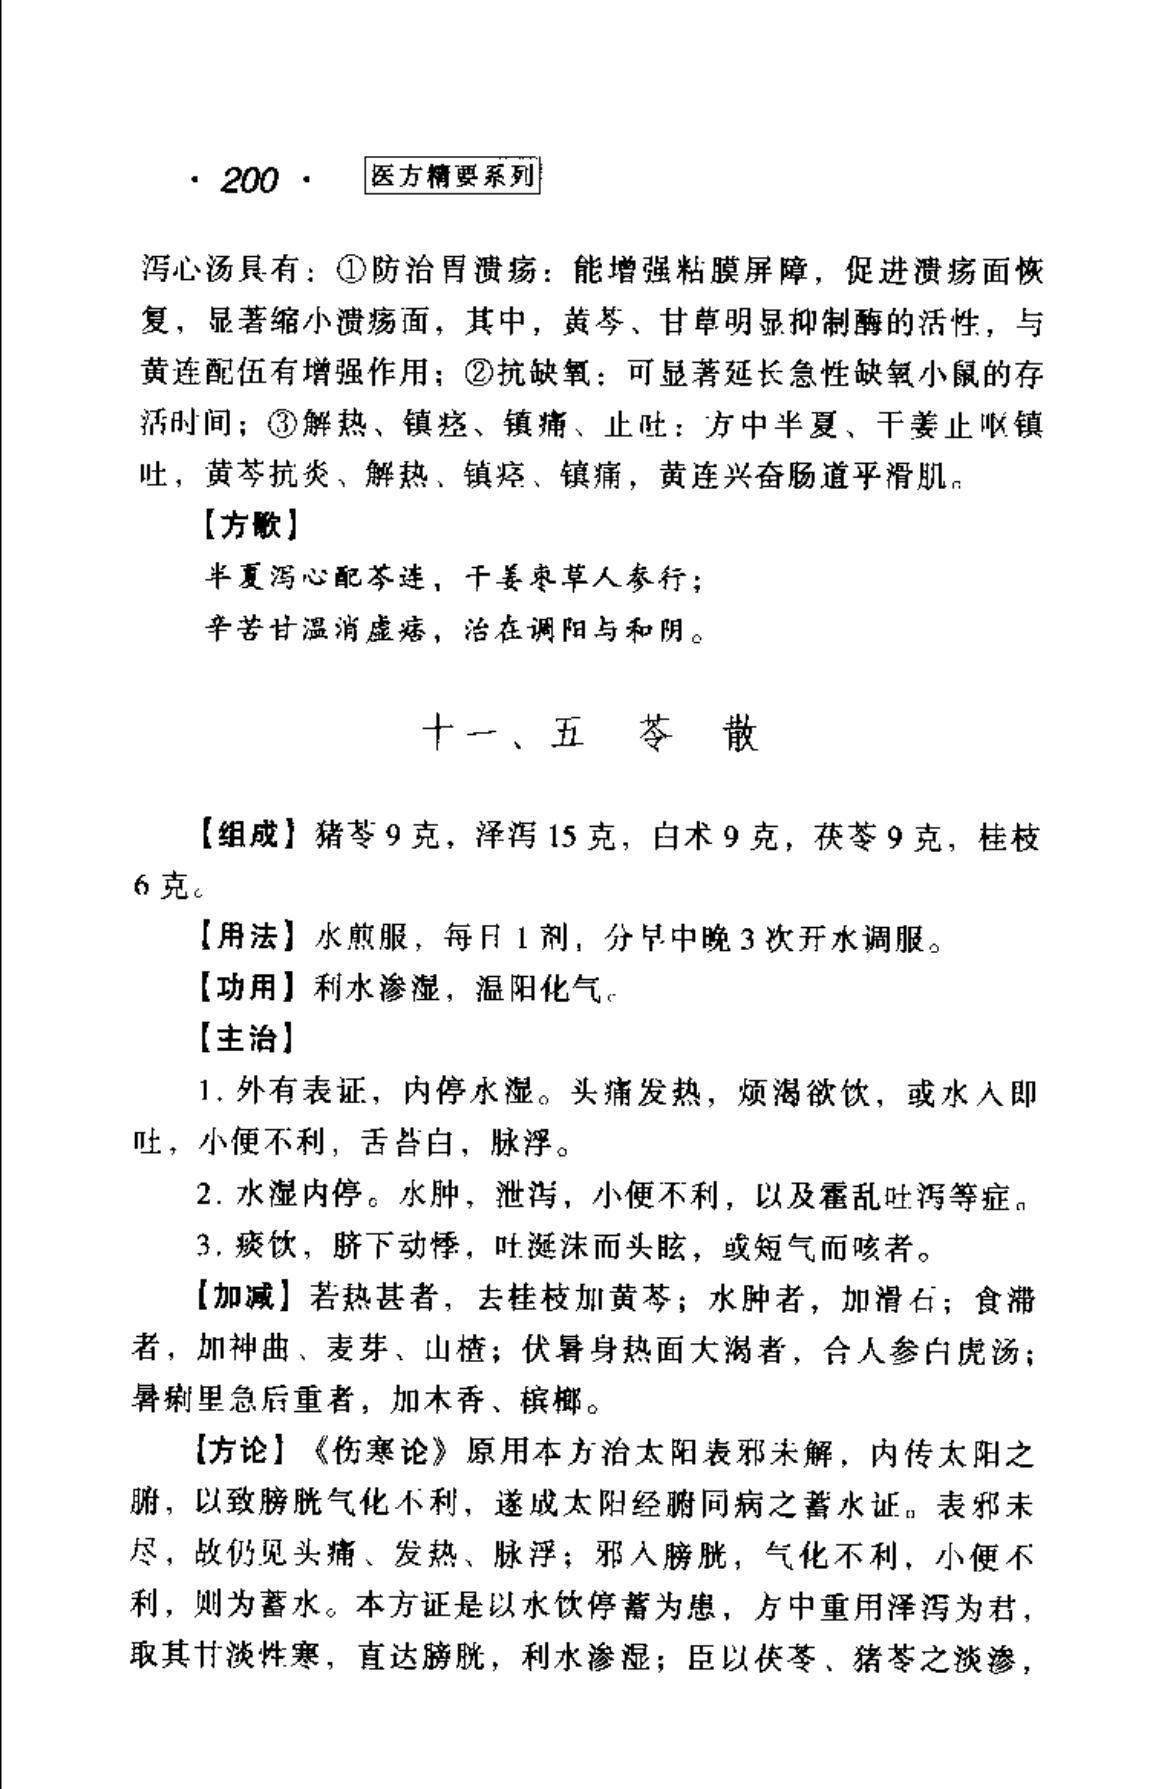 · 200 · 医方精要系列
泻心汤具有：①防治胃溃疡：能增强粘膜屏障，促进溃疡面恢
复，显著缩小溃疡面，其中，黄芩、甘草明显抑制酶的活性，与
黄连配伍有增强作用；②抗缺氧：可显著延长急性缺氧小鼠的存
活时间；③解热、镇痉、镇痛、止吐：方中半夏、干姜止呕镇
吐，黄芩抗炎、解热、镇痉、镇痛，黄连兴奋肠道平滑肌。
【方歌】
半夏泻心配芩连，干姜枣草人参行；
辛苦甘温消虚痞，治在调阳与和阴。
十一、五 苓 散
【组成】猪苓 9 克，泽泻 15 克，白术 9 克，茯苓 9 克，桂枝
6 克。
【用法】水煎服，每日 1 剂，分早中晚 3 次开水调服。
【功用】利水渗湿，温阳化气。
【主治】
1. 外有表证，内停水湿。头痛发热，烦渴欲饮，或水入即
吐，小便不利，舌苔白，脉浮。
2. 水湿内停。水肿，泄泻，小便不利，以及霍乱吐泻等症。
3. 痰饮，脐下动悸，吐涎沫而头眩，或短气而咳者。
【加减】若热甚者，去桂枝加黄芩；水肿者，加滑石；食滞
者，加神曲、麦芽、山楂；伏暑身热面大渴者，合人参白虎汤；
暑痢里急后重者，加木香、槟榔。
【方论】《伤寒论》原用本方治太阳表邪未解，内传太阳之
腑，以致膀胱气化不利，遂成太阳经腑同病之蓄水证。表邪未
尽，故仍见头痛、发热、脉浮；邪入膀胱，气化不利，小便不
利，则为蓄水。本方证是以水饮停蓄为患，方中重用泽泻为君，
取其甘淡性寒，直达膀胱，利水渗湿；臣以茯苓、猪苓之淡渗，